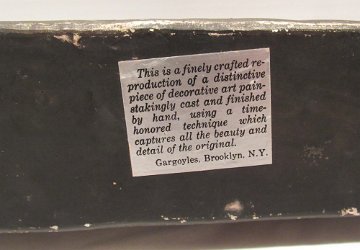 This is a finely crafted re-
production of a distinctive
piece of decorative art pain-
stakingly cast and finished
by hand, using a time-
honored technique which
captures all the beauty and
detail of the original.
Gargoyles, Brooklyn, N.Y.